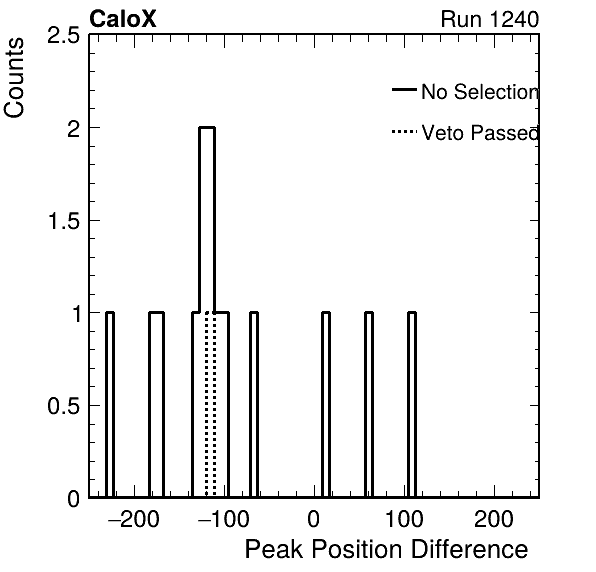 CaloX Run 1240
Counts
2.5
2
1.5
1
0.5
0
No Selection
Veto Passed
−200 −100 0 100 200
Peak Position Difference